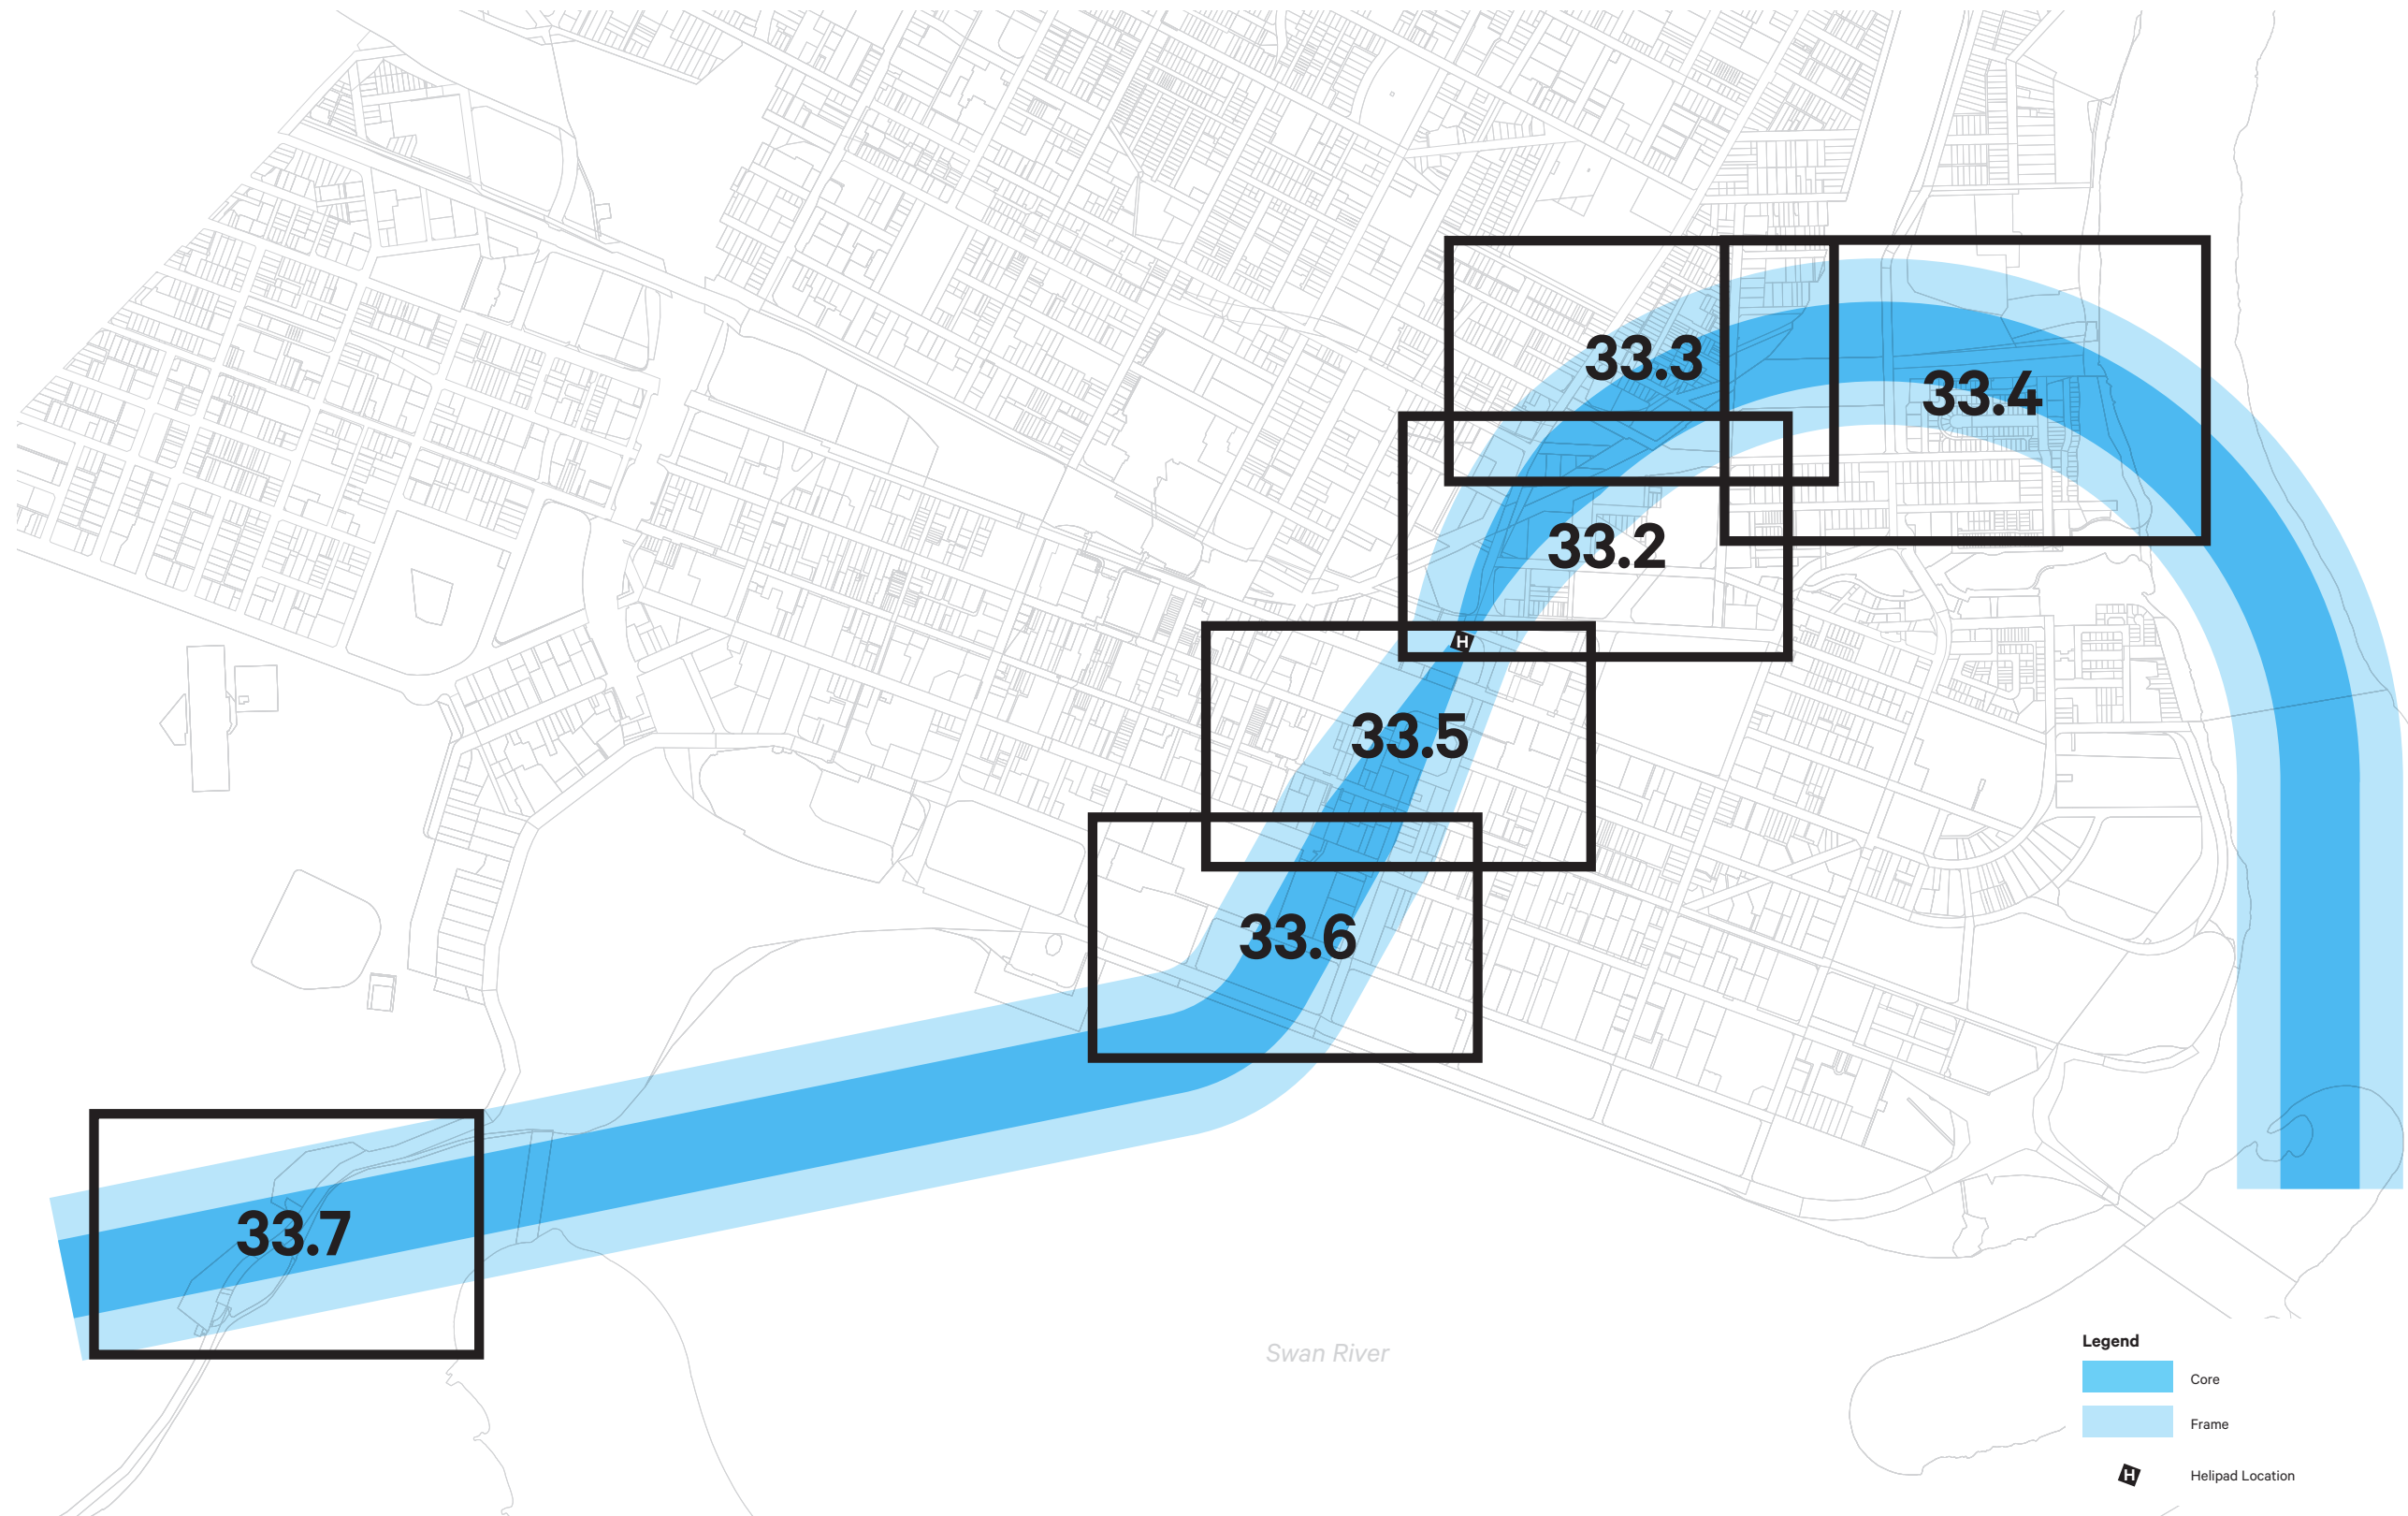 33.3
33.4
33.2
H
33.5
33.6
33.7
Swan River
Legend
Core
Frame
H
Helipad Location